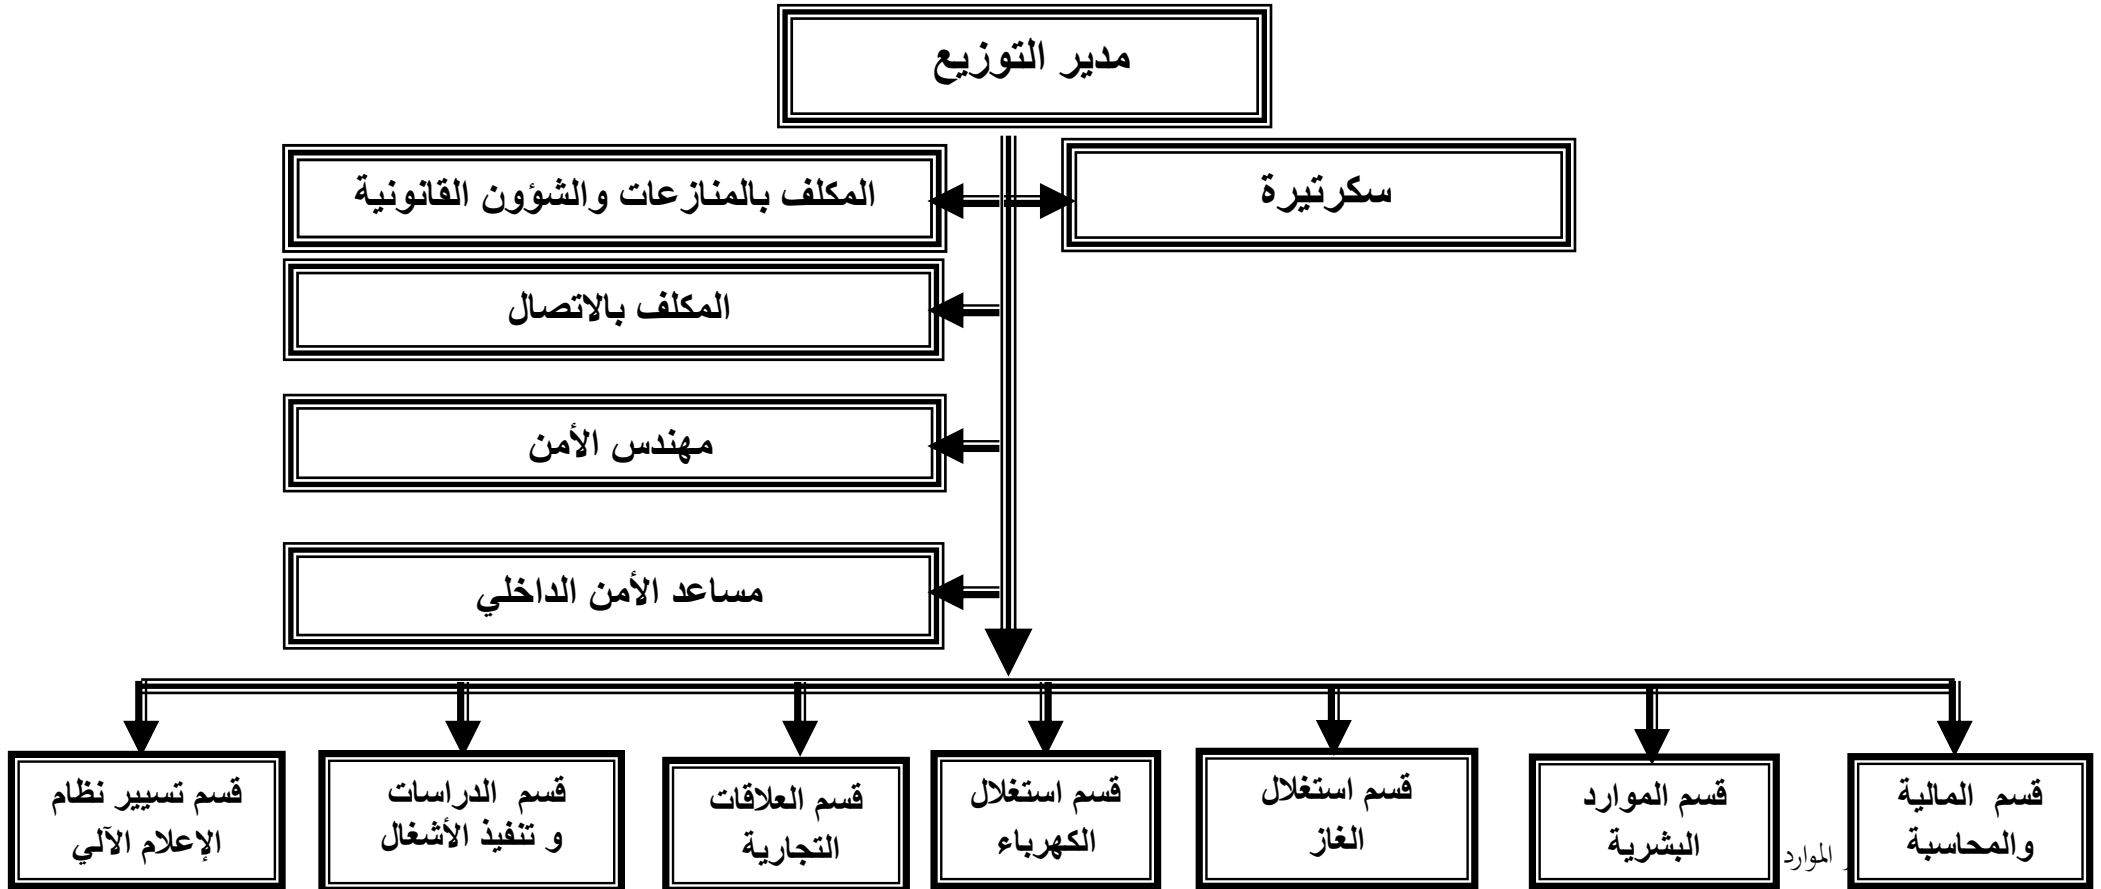 مدير التوزيع
سكرتيرة
المكلف بالمنازعات والشؤون القانونية
المكلف بالاتصال
مهندس الأمن
مساعد الأمن الداخلي
قسم المالية
والمحاسبة
قسم الموارد
البشرية
قسم استغلال
الغاز
قسم استغلال
الكهرباء
قسم العلاقات
التجارية
قسم الدراسات
و تنفيذ الأشغال
قسم تسيير نظام
الإعلام الآلي
الموارد